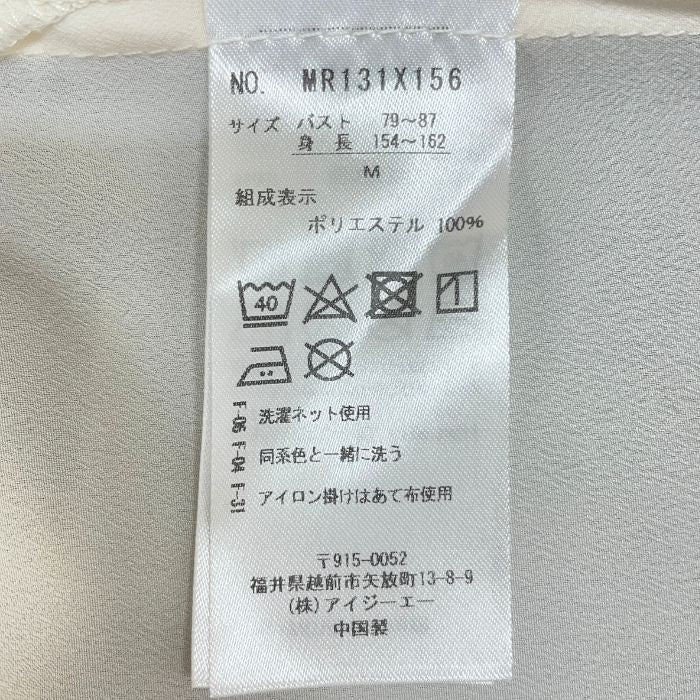 NO. MR131X156
サイズ バスト 79～87
身長 154～162
M
組成表示
ポリエステル 100%
40
F-06 洗濯ネット使用
F-04 同系色と一緒に洗う
F-31 アイロン掛けはあて布使用
〒915-0052
福井県越前市矢放町13-8-9
(株)アイジーエー
中国製